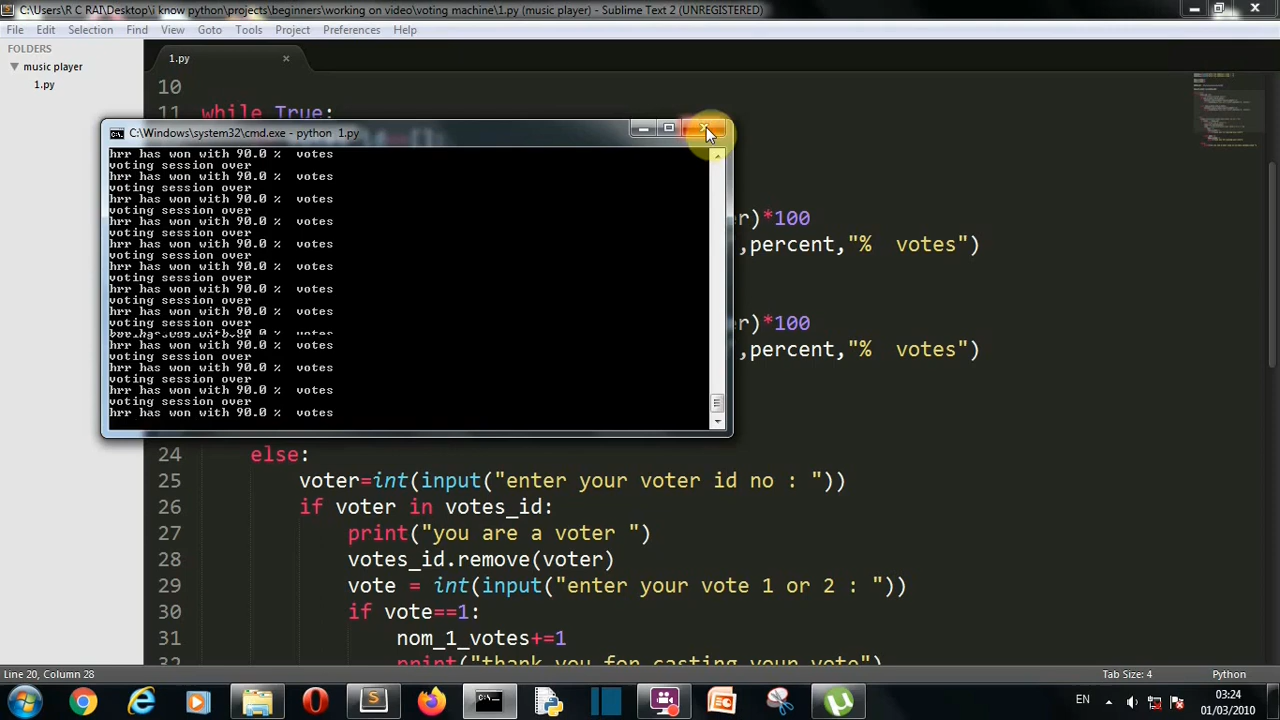 C:\Users\R C RAI\Desktop\i know python\projects\beginners\working on video\voting machine\1.py (music player) - Sublime Text 2 (UNREGISTERED)
File Edit Selection Find View Goto Tools Project Preferences Help
FOLDERS
music player
1.py
1.py
10
11 while True:
C:\Windows\system32\cmd.exe - python 1.py
hrr has won with 90.0 % votes
voting session over
hrr has won with 90.0 % votes
voting session over
hrr has won with 90.0 % votes
voting session over
hrr has won with 90.0 % votes
voting session over
hrr has won with 90.0 % votes
voting session over
hrr has won with 90.0 % votes
voting session over
hrr has won with 90.0 % votes
voting session over
hrr has won with 90.0 % votes
voting session over
hrr has won with 90.0 % votes
voting session over
hrr has won with 90.0 % votes
voting session over
hrr has won with 90.0 % votes
voting session over
hrr has won with 90.0 % votes
er)*100
,percent,"%  votes")
er)*100
,percent,"%  votes")
24 else:
25 voter=int(input("enter your voter id no : "))
26 if voter in votes_id:
27 print("you are a voter ")
28 votes_id.remove(voter)
29 vote = int(input("enter your vote 1 or 2 : "))
30 if vote==1:
31 nom_1_votes+=1
32 print("thank you for casting your vote")
Line 20, Column 28
Tab Size: 4
Python
EN
03:24
01/03/2010